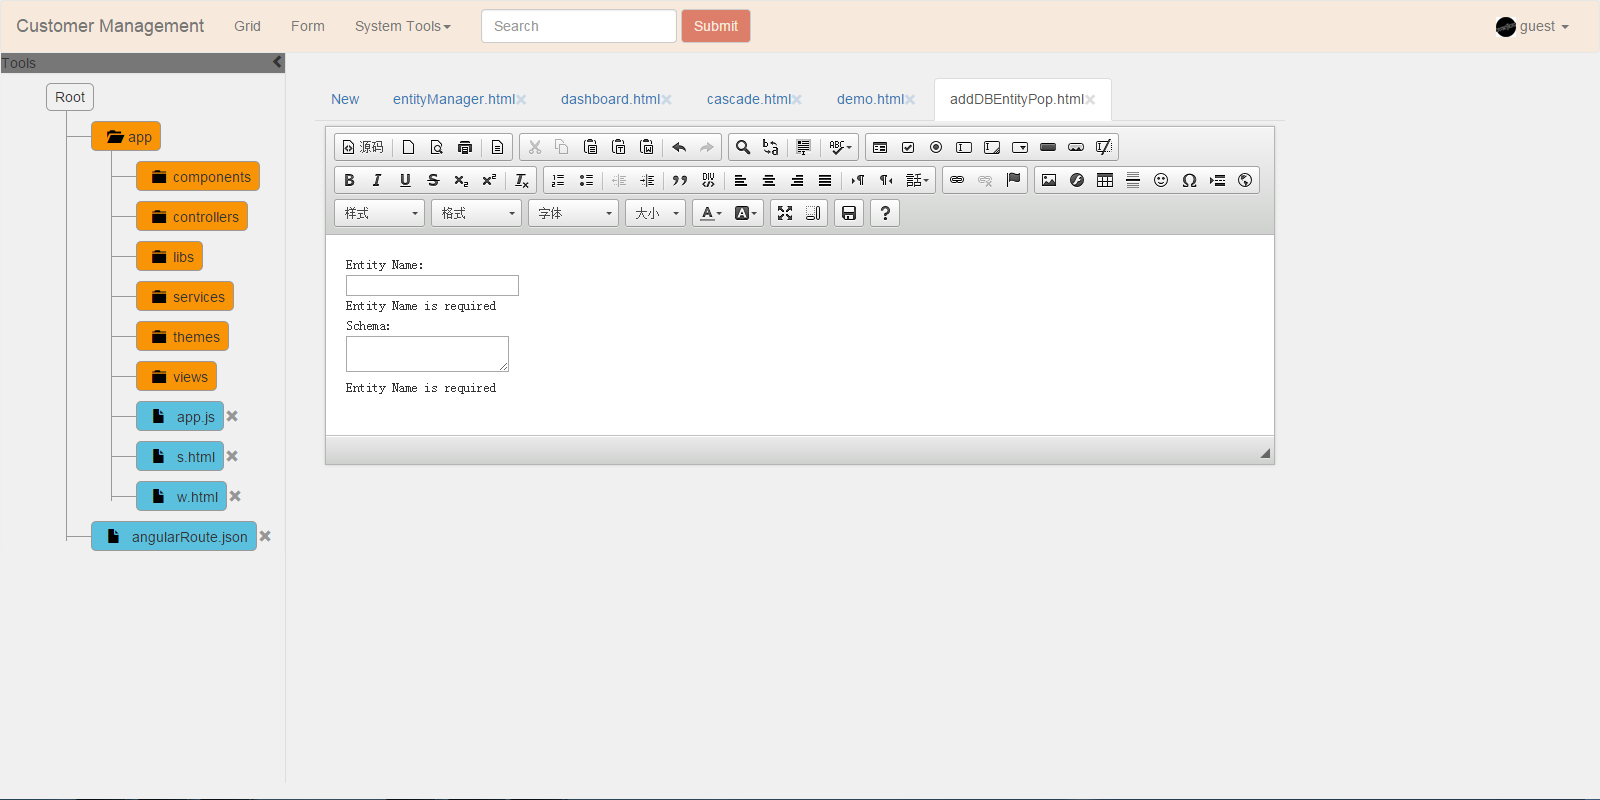 Customer Management Grid Form System Tools Search Submit guest
Tools
Root
app
components
controllers
libs
services
themes
views
app.js
s.html
w.html
angularRoute.json
New entityManager.html dashboard.html cascade.html demo.html addDBEntityPop.html
源码
样式 格式 字体 大小
Entity Name:
Entity Name is required
Schema:
Entity Name is required